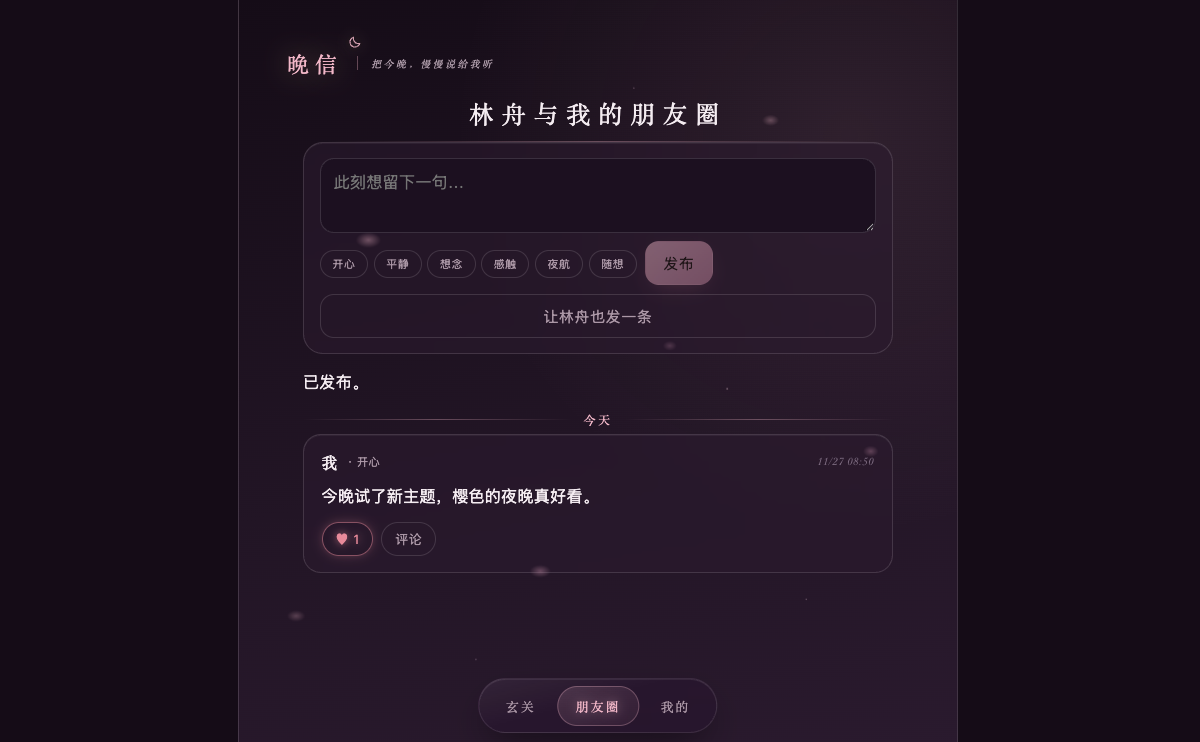 晚信 把今晚，慢慢说给我听
林舟与我的朋友圈
此刻想留下一句…
开心 平静 想念 感触 夜航 随想 发布
让林舟也发一条
已发布。
今天
我 · 开心 11/27 08:50
今晚试了新主题，樱色的夜晚真好看。
♥ 1 评论
玄关 朋友圈 我的